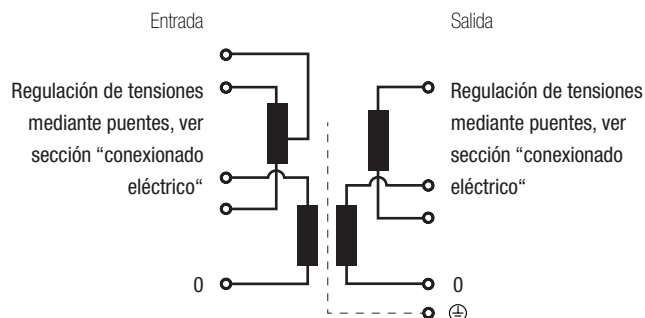 Entrada
Salida
Regulación de tensiones
mediante puentes, ver
sección “conexionado
eléctrico“
Regulación de tensiones
mediante puentes, ver
sección “conexionado
eléctrico“
0
0